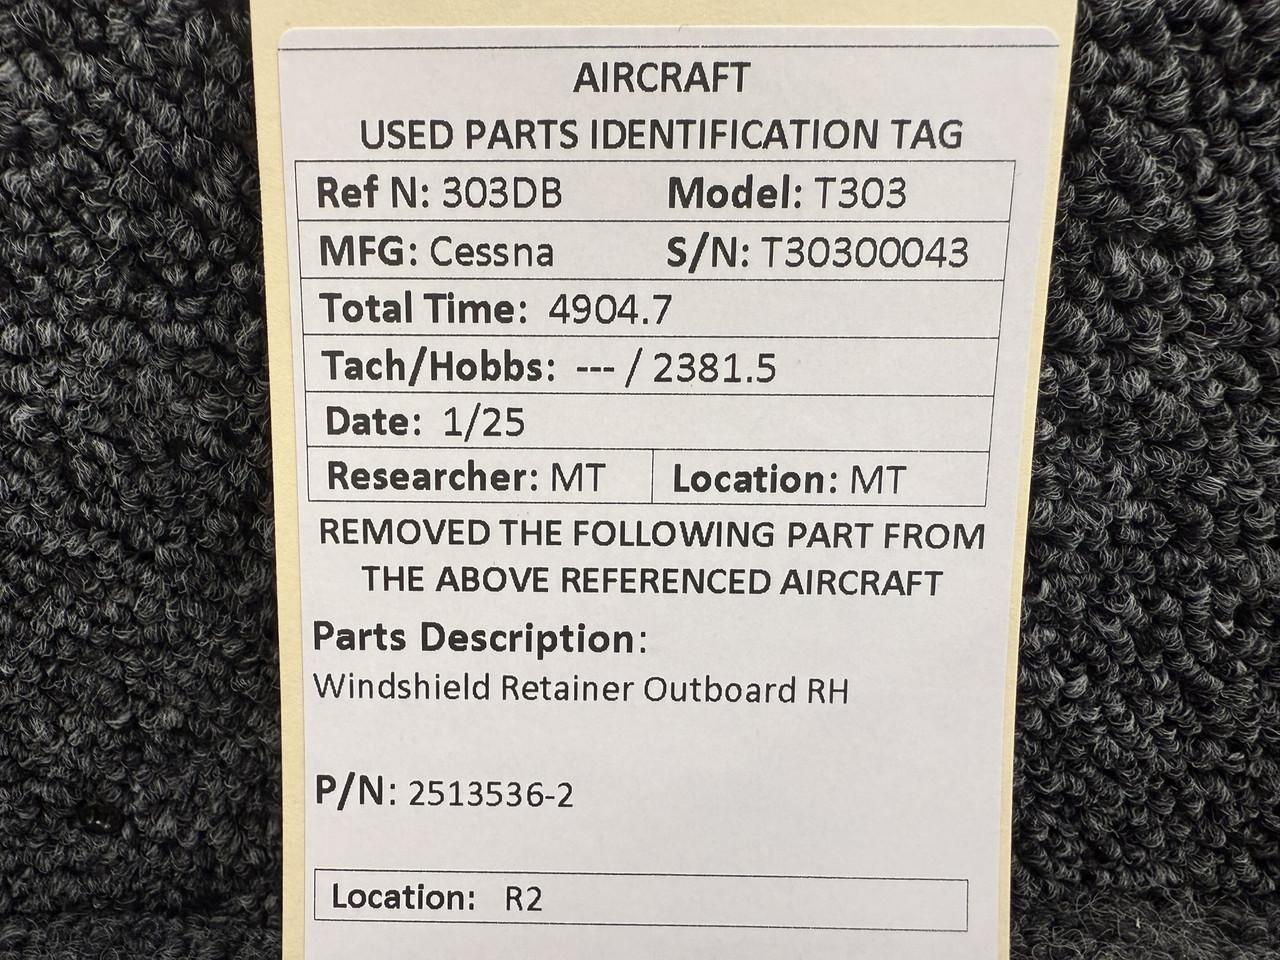 AIRCRAFT
USED PARTS IDENTIFICATION TAG
Ref N: 303DB Model: T303
MFG: Cessna S/N: T30300043
Total Time: 4904.7
Tach/Hobbs: --- / 2381.5
Date: 1/25
Researcher: MT Location: MT
REMOVED THE FOLLOWING PART FROM
THE ABOVE REFERENCED AIRCRAFT
Parts Description:
Windshield Retainer Outboard RH
P/N: 2513536-2
Location: R2